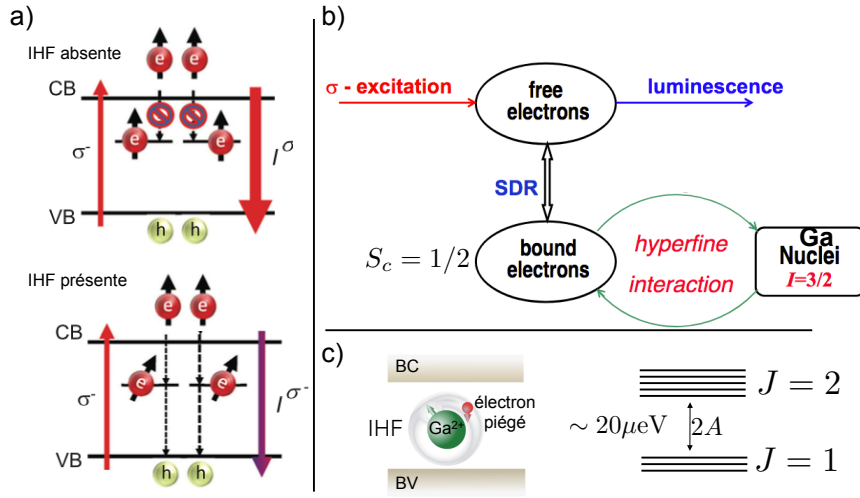 a)
IHF absente
e
e
CB
e
e
σ⁻
I^σ
VB
h
h
IHF présente
e
e
CB
e
e
σ⁻
I^σ⁻
VB
h
h
b)
σ - excitation
free
electrons
luminescence
SDR
S_c = 1/2
bound
electrons
hyperfine
interaction
Ga
Nuclei
I=3/2
c)
BC
IHF
Ga²⁺
électron
piégé
BV
∼ 20μeV
2A
J = 2
J = 1